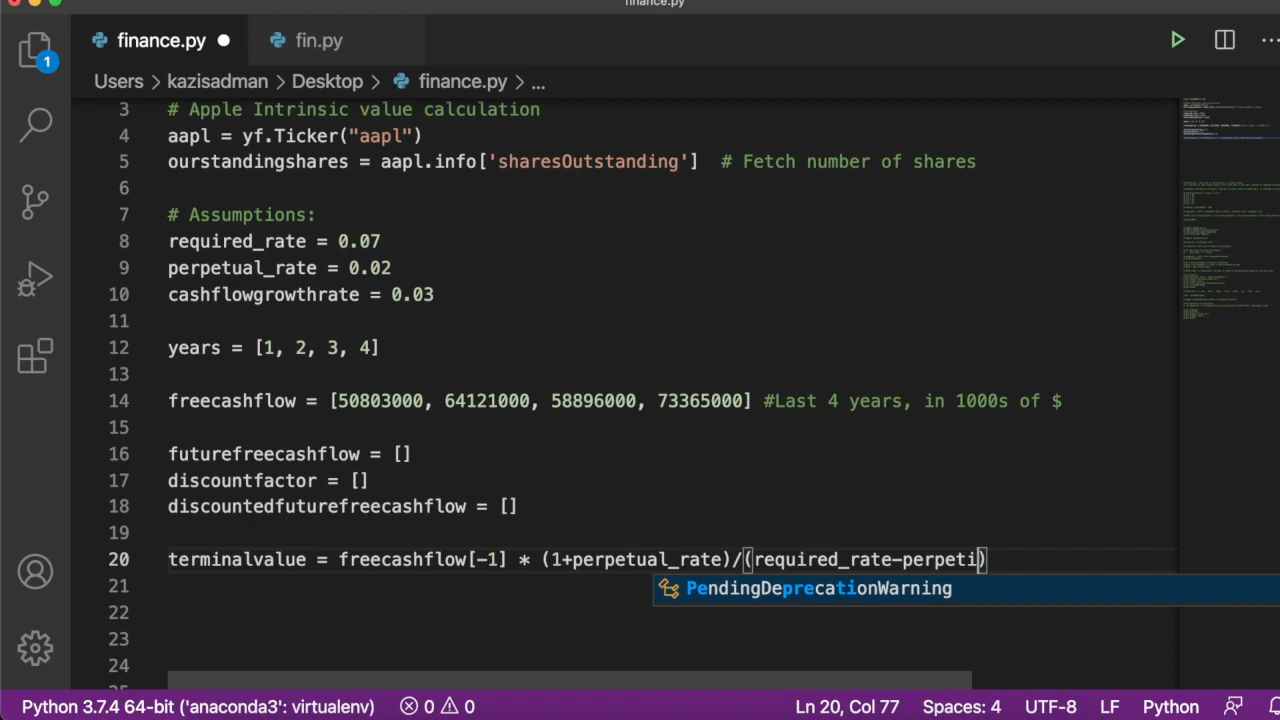 finance.py
finance.py
fin.py
1
Users > kazisadman > Desktop > finance.py > ...
3 # Apple Intrinsic value calculation
4 aapl = yf.Ticker("aapl")
5 ourstandingshares = aapl.info['sharesOutstanding']  # Fetch number of shares
6
7 # Assumptions:
8 required_rate = 0.07
9 perpetual_rate = 0.02
10 cashflowgrowthrate = 0.03
11
12 years = [1, 2, 3, 4]
13
14 freecashflow = [50803000, 64121000, 58896000, 73365000] #Last 4 years, in 1000s of $
15
16 futurefreecashflow = []
17 discountfactor = []
18 discountedfuturefreecashflow = []
19
20 terminalvalue = freecashflow[-1] * (1+perpetual_rate)/(required_rate-perpeti)
PendingDeprecationWarning
21
22
23
24
Python 3.7.4 64-bit ('anaconda3': virtualenv) 0 0 Ln 20, Col 77 Spaces: 4 UTF-8 LF Python